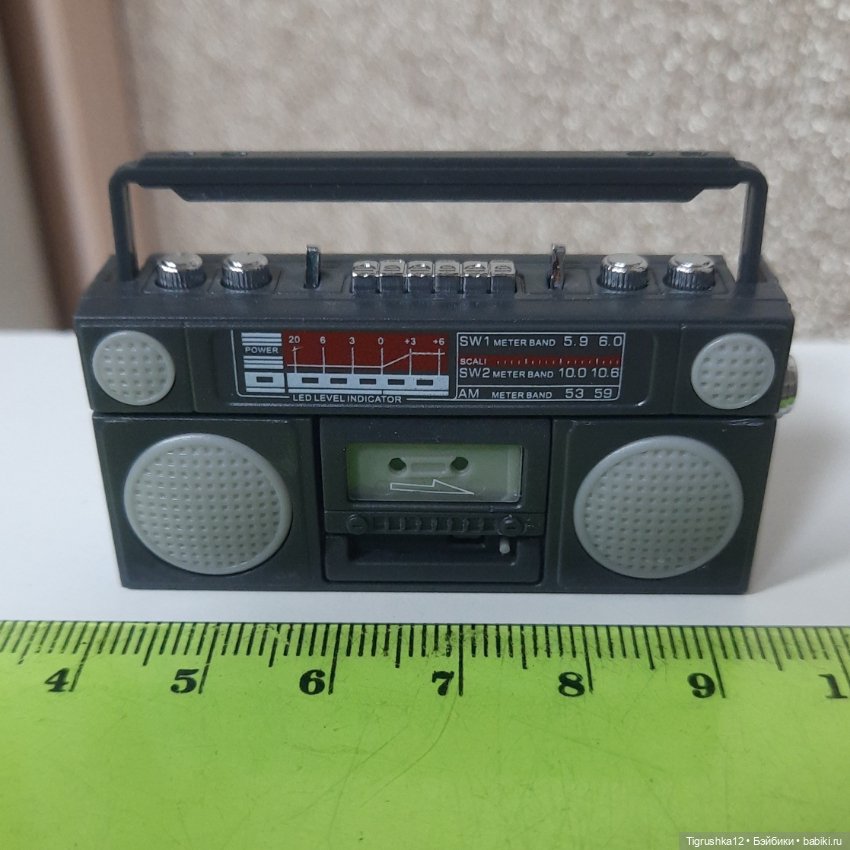 POWER
20 6 3 0 +3 +6
LED LEVEL INDICATOR
SW1 METER BAND 5.9 6.0
SCALI
SW2 METER BAND 10.0 10.6
AM METER BAND 53 59
4 5 6 7 8 9 1
Tigrushka12 • Бэйбики • babiki.ru